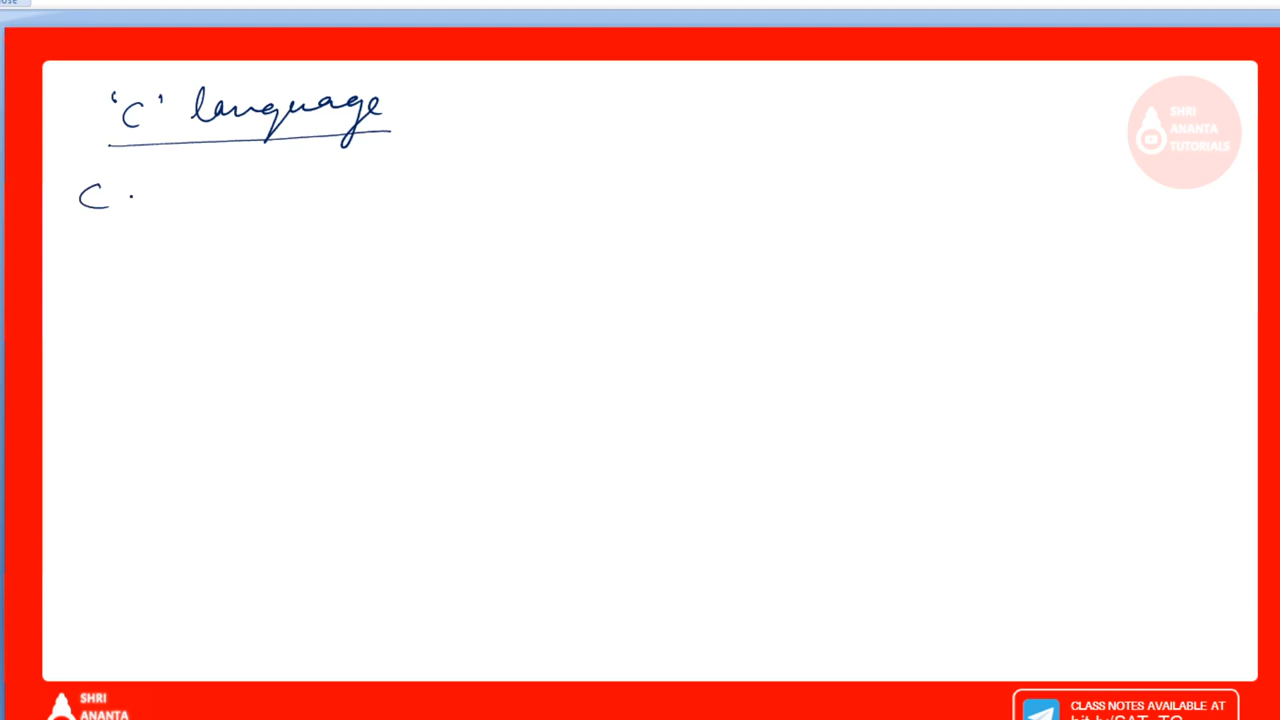 'C' language
C .
SHRI
ANANTA
TUTORIALS
SHRI
ANANTA
CLASS NOTES AVAILABLE AT